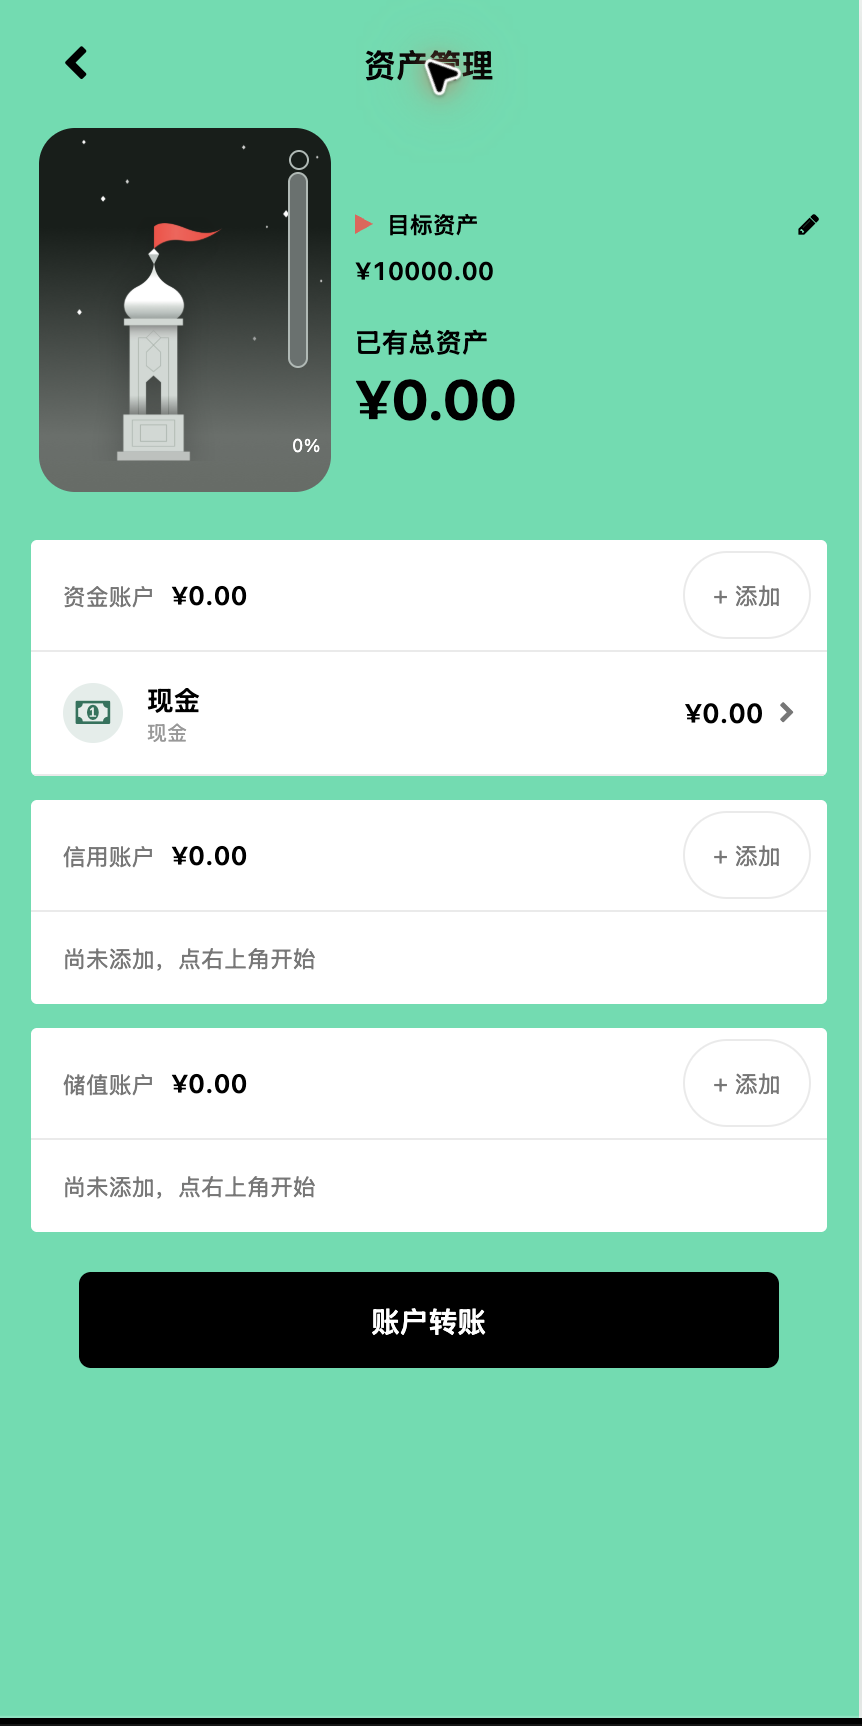 资产管理
目标资产
¥10000.00
已有总资产
¥0.00
0%
资金账户 ¥0.00 + 添加
现金 ¥0.00
现金
信用账户 ¥0.00 + 添加
尚未添加，点右上角开始
储值账户 ¥0.00 + 添加
尚未添加，点右上角开始
账户转账